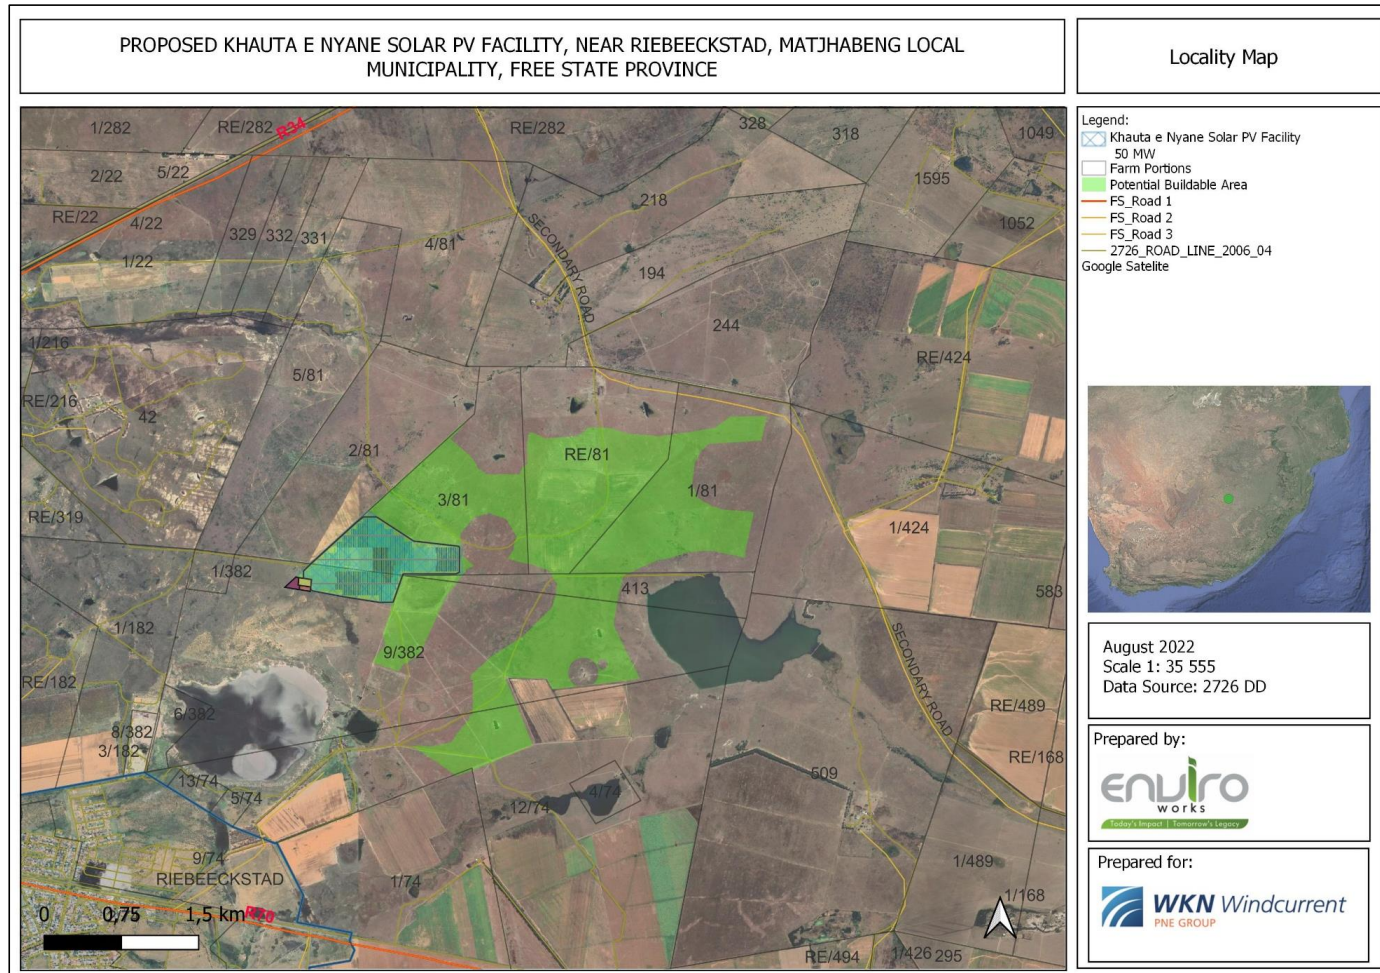 PROPOSED KHAUTA E NYANE SOLAR PV FACILITY, NEAR RIEBEECKSTAD, MATJHABENG LOCAL
MUNICIPALITY, FREE STATE PROVINCE
Locality Map
Legend:
Khauta e Nyane Solar PV Facility
50 MW
Farm Portions
Potential Buildable Area
FS_Road 1
FS_Road 2
FS_Road 3
2726_ROAD_LINE_2006_04
Google Satelite
1/282
RE/282
R34
RE/282
328
318
1049
2/22
5/22
1595
RE/22
4/22
218
1052
329
332
331
4/81
SECONDARY ROAD
1/22
194
244
1/216
RE/424
5/81
RE/216
42
2/81
RE/81
3/81
1/81
RE/319
1/424
1/382
413
583
1/182
9/382
SECONDARY ROAD
RE/182
6/382
RE/489
8/382
3/182
RE/168
13/74
509
5/74
4/74
12/74
9/74
RIEBEECKSTAD
1/74
1/489
1/168
R70
0 0,75 1,5 km
RE/494
1/426
295
August 2022
Scale 1: 35 555
Data Source: 2726 DD
Prepared by:
enviro
works
Today's Impact | Tomorrow's Legacy
Prepared for:
WKN Windcurrent
PNE GROUP